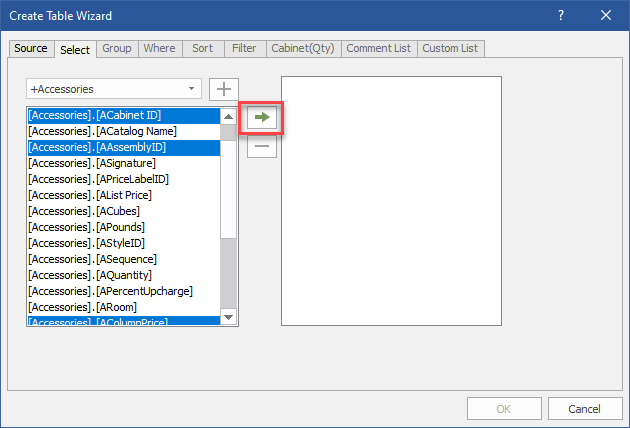 Create Table Wizard
?
Source Select Group Where Sort Filter Cabinet(Qty) Comment List Custom List
+Accessories
[Accessories].[ACabinet ID]
[Accessories].[ACatalog Name]
[Accessories].[AAssemblyID]
[Accessories].[ASignature]
[Accessories].[APriceLabelID]
[Accessories].[AList Price]
[Accessories].[ACubes]
[Accessories].[APounds]
[Accessories].[AStyleID]
[Accessories].[ASequence]
[Accessories].[AQuantity]
[Accessories].[APercentUpcharge]
[Accessories].[ARoom]
[Accessories].[AColumnPrice]
OK Cancel